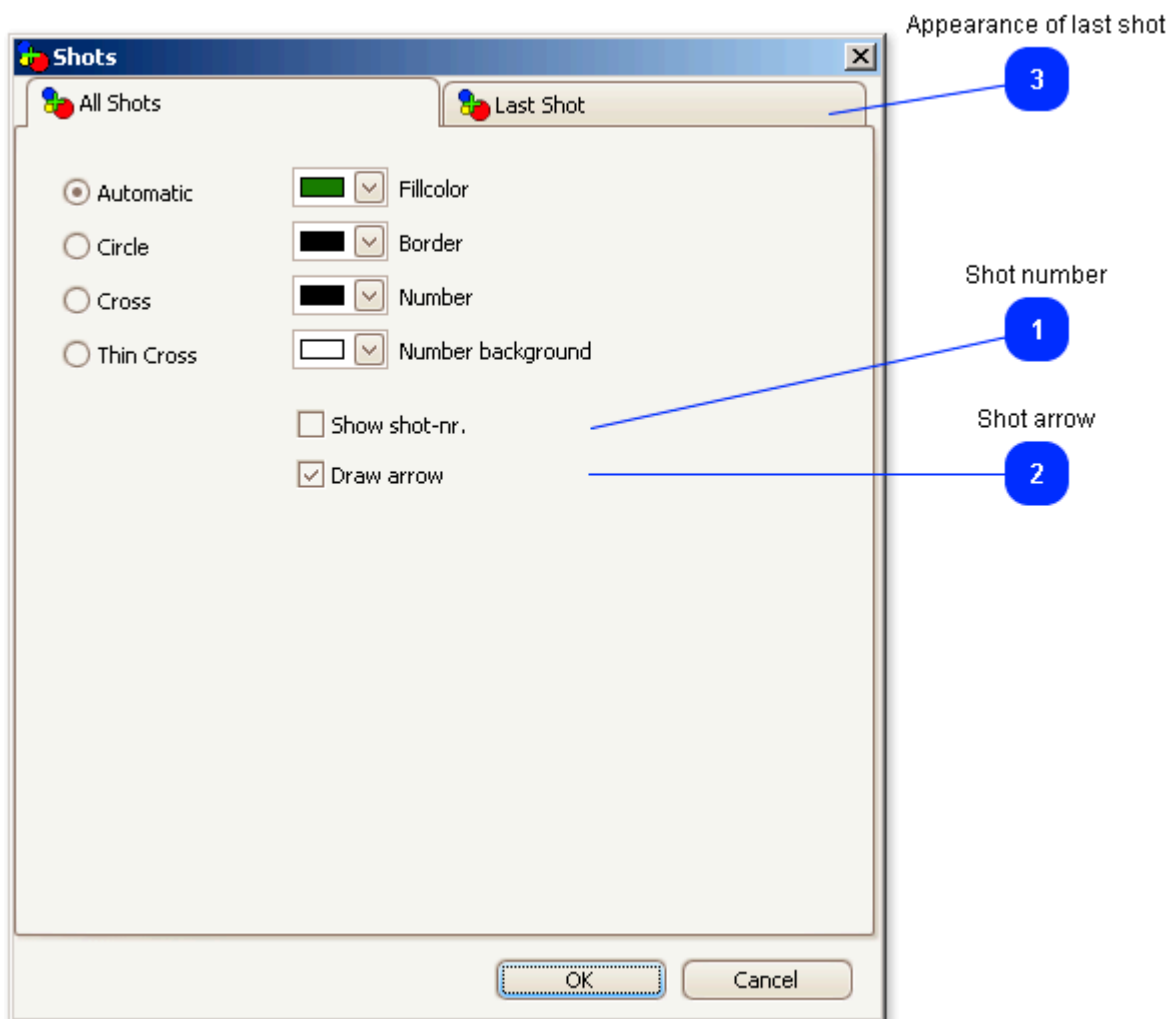 Appearance of last shot
3
Shots
All Shots
Last Shot
Automatic
Fillcolor
Circle
Border
Cross
Number
Thin Cross
Number background
Shot number
1
Show shot-nr.
Shot arrow
2
Draw arrow
OK
Cancel